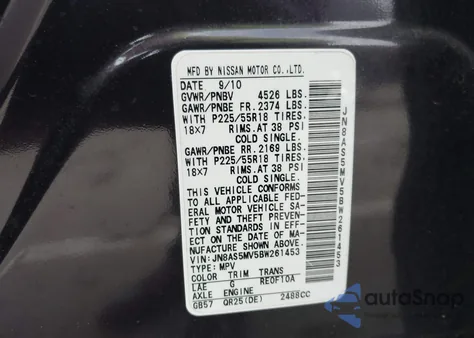 MFD BY NISSAN MOTOR CO.,LTD.
DATE 9/10
GVWR/PNBV 4526 LBS.
GAWR/PNBE FR. 2374 LBS.
WITH P225/55R18 TIRES.
18×7 RIMS.AT 38 PSI
COLD SINGLE.
GAWR/PNBE RR. 2169 LBS.
WITH P225/55R18 TIRES.
18×7 RIMS.AT 38 PSI
COLD SINGLE.
THIS VEHICLE CONFORMS
TO ALL APPLICABLE FED-
ERAL MOTOR VEHICLE SA-
FETY AND THEFT PREVEN-
TION STANDARDS IN EFF-
ECT ON THE DATE OF MA-
NUFACTURE SHOWN ABOVE.
VIN: JN8AS5MV5BW261453
TYPE: MPV
COLOR TRIM TRANS
LAE G RE0F10A
AXLE ENGINE
GB57 QR25(DE) 2488CC
JN8AS5MV5BW261453
autoSnap